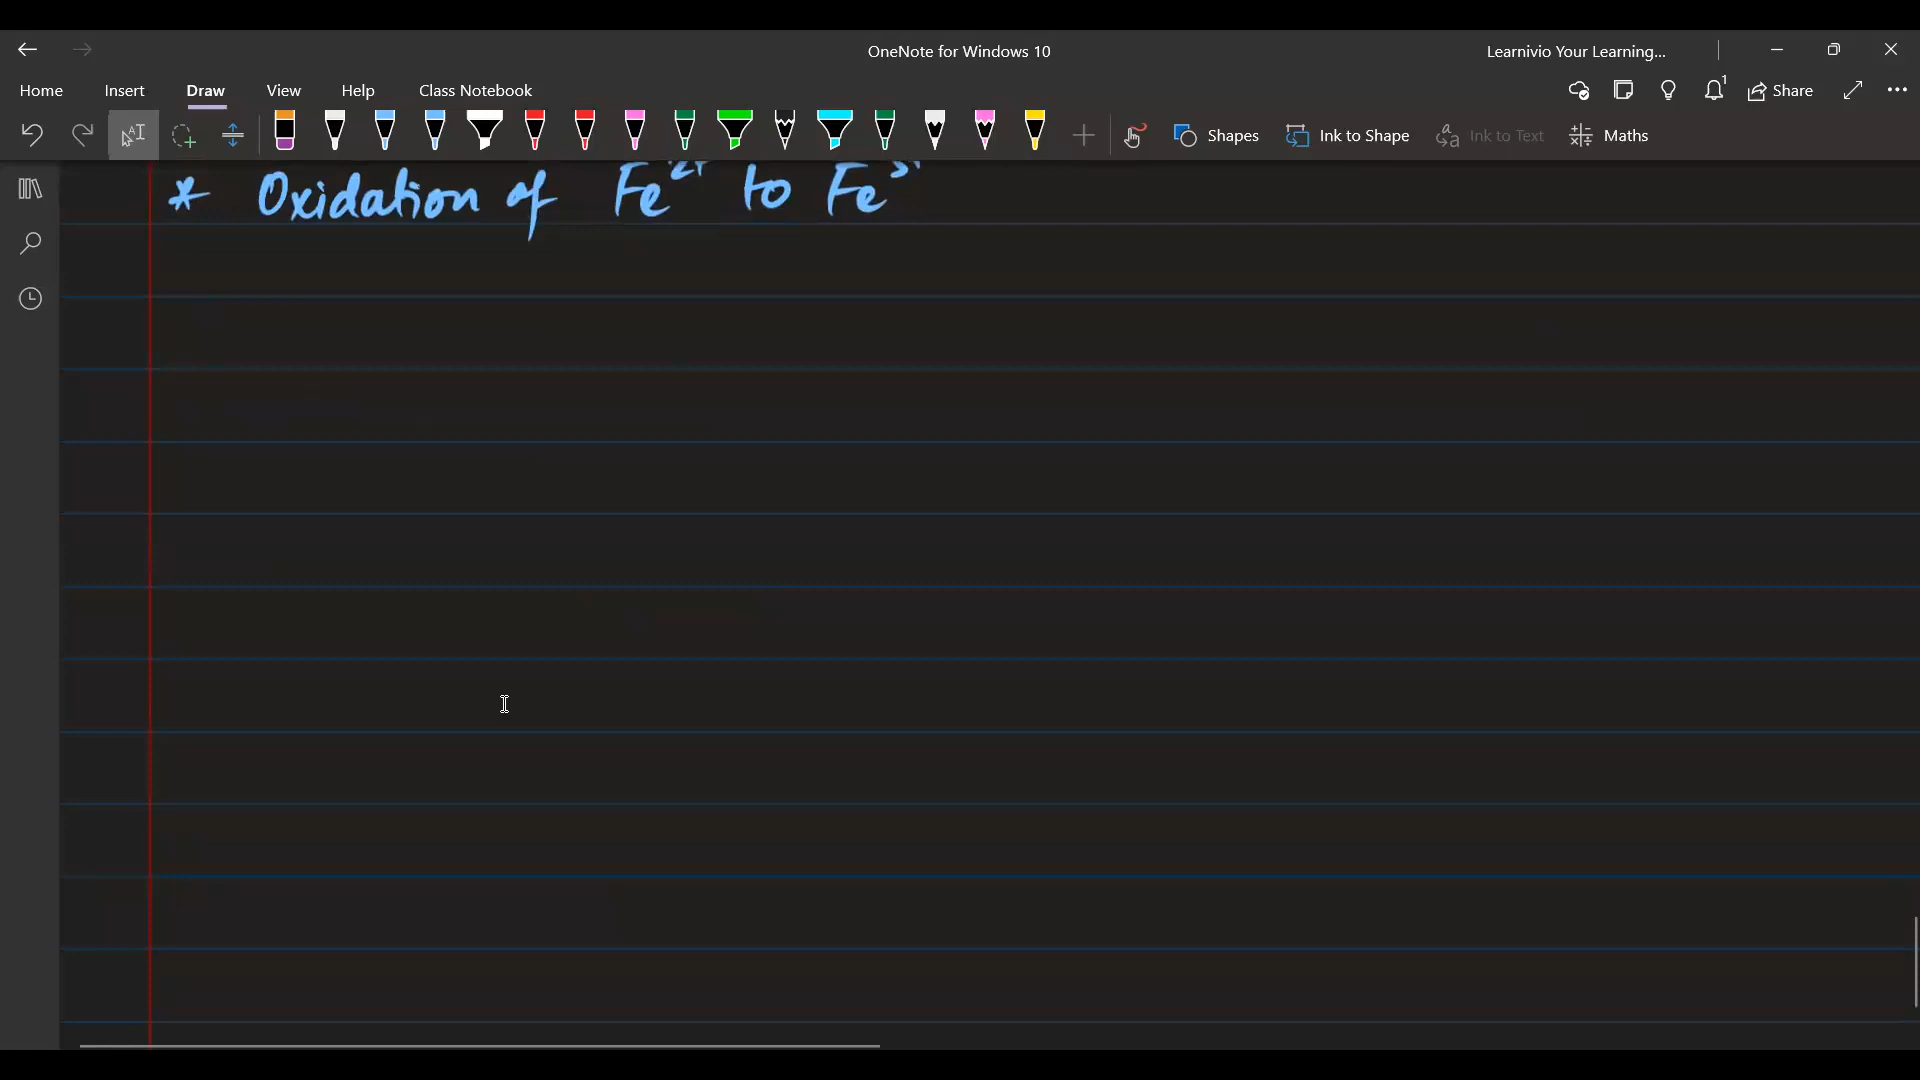 OneNote for Windows 10
Learnivio Your Learning...
Home Insert Draw View Help Class Notebook
1
Share
Shapes Ink to Shape Ink to Text Maths
* Oxidation of Fe²⁺ to Fe³⁺